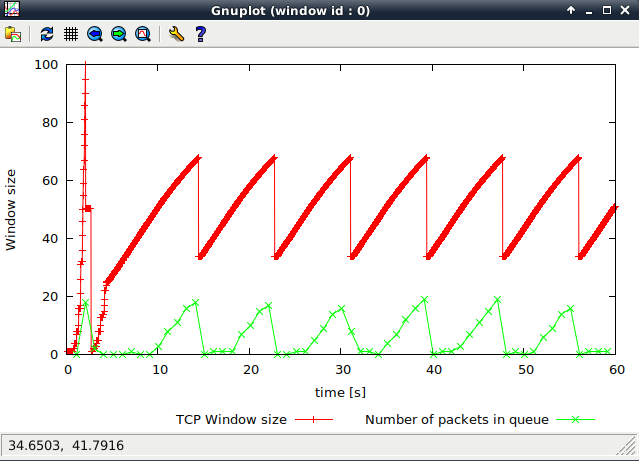 Gnuplot (window id : 0)
100
80
60
40
20
0
Window size
0 10 20 30 40 50 60
time [s]
TCP Window size Number of packets in queue
34.6503, 41.7916